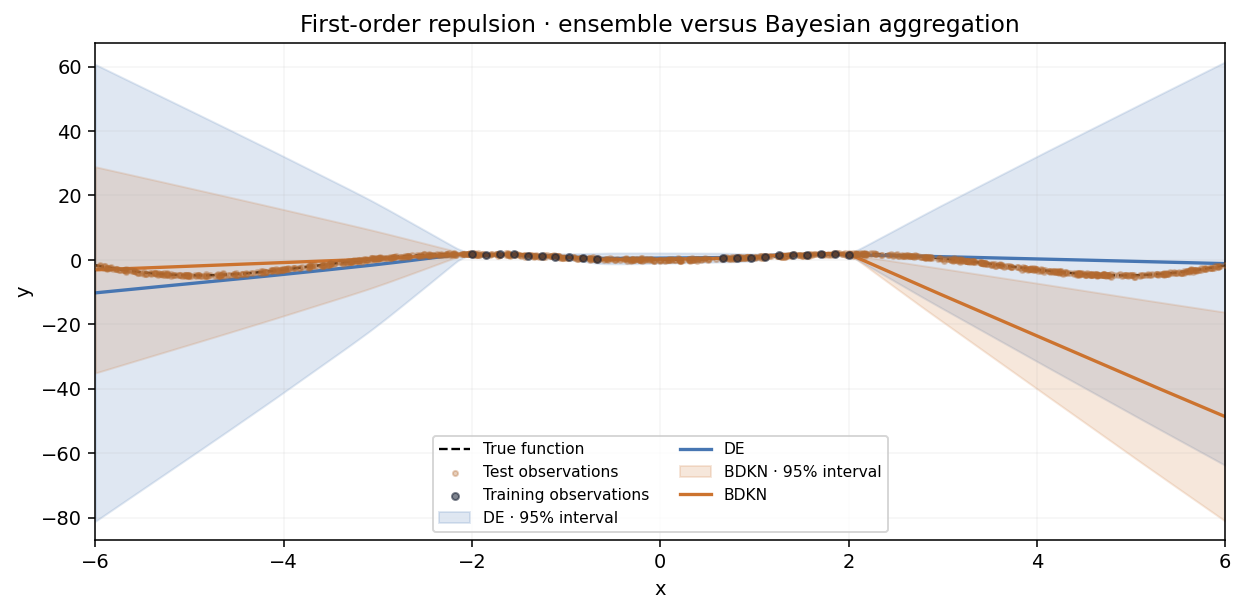 First-order repulsion · ensemble versus Bayesian aggregation
60
40
20
0
−20
−40
−60
−80
y
True function
Test observations
Training observations
DE · 95% interval
DE
BDKN · 95% interval
BDKN
−6
−4
−2
0
2
4
6
x